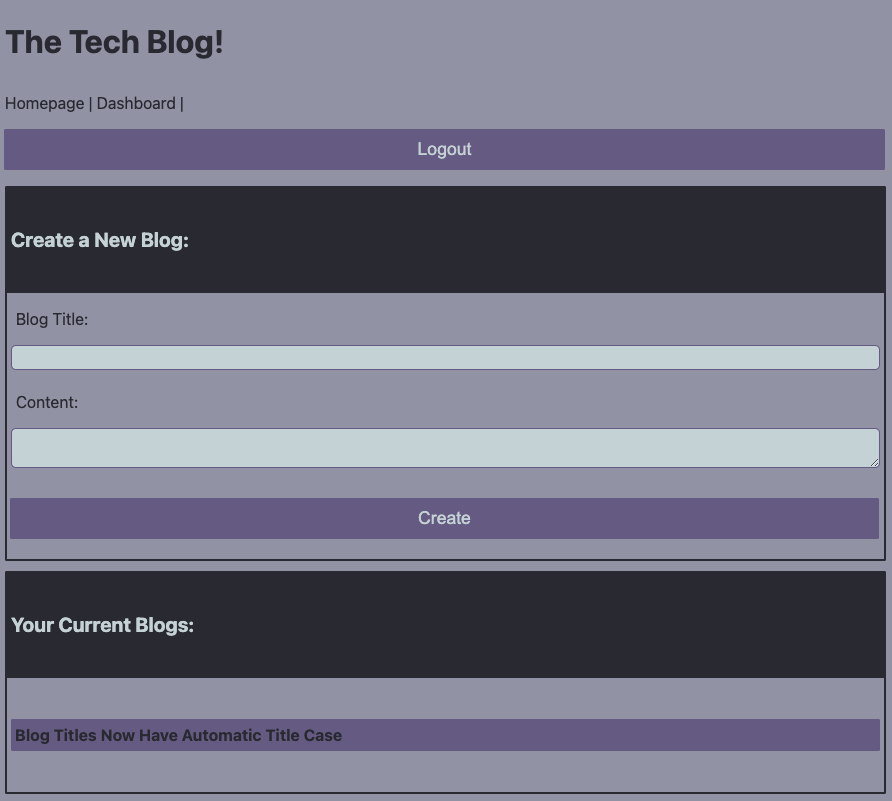 The Tech Blog!
Homepage | Dashboard |
Logout
Create a New Blog:
Blog Title:
Content:
Create
Your Current Blogs:
Blog Titles Now Have Automatic Title Case